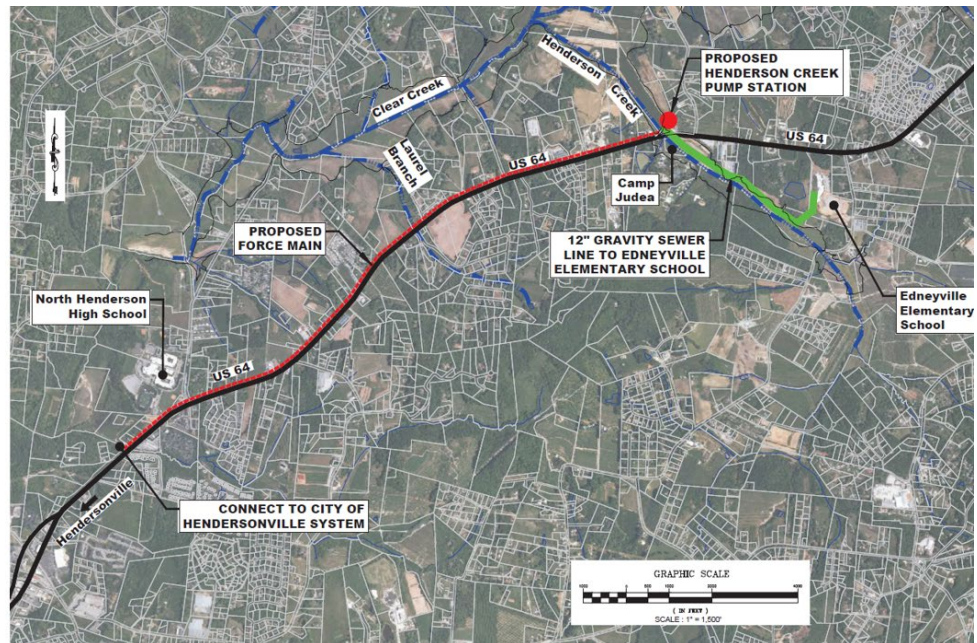 Henderson
Creek
PROPOSED
HENDERSON CREEK
PUMP STATION
Clear Creek
Laurel
Branch
US 64
US 64
Camp
Judea
PROPOSED
FORCE MAIN
12" GRAVITY SEWER
LINE TO EDNEYVILLE
ELEMENTARY SCHOOL
Edneyville
Elementary
School
North Henderson
High School
US 64
CONNECT TO CITY OF
HENDERSONVILLE SYSTEM
Hendersonville
GRAPHIC SCALE
( IN FEET )
SCALE : 1" = 1,500'